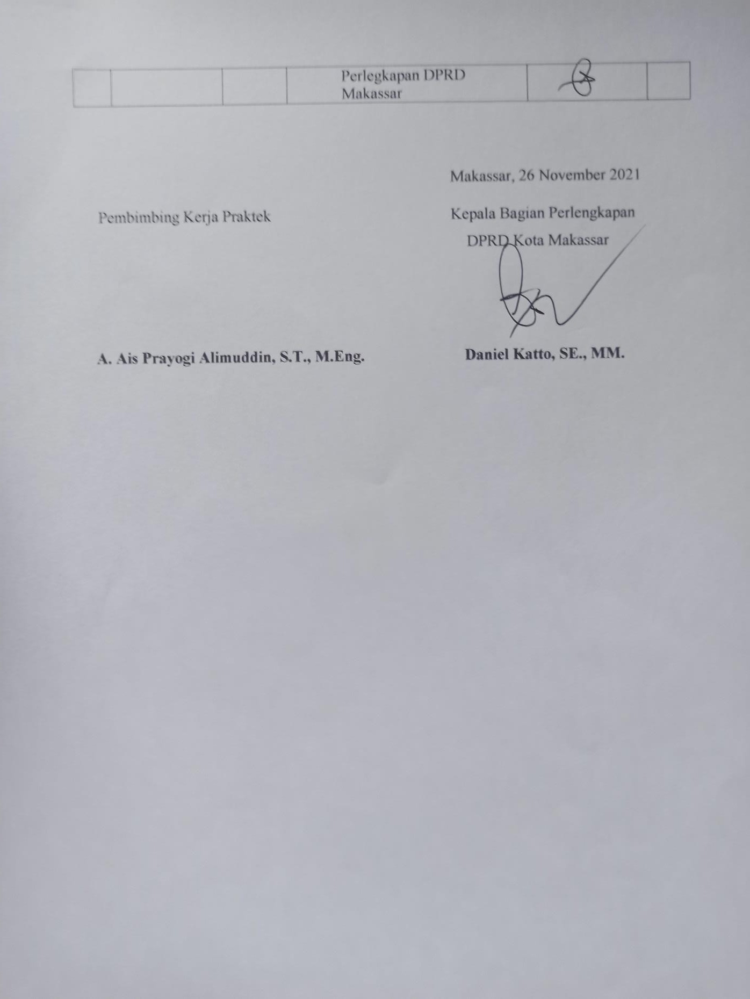 Perlegkapan DPRD
Makassar
Makassar, 26 November 2021
Pembimbing Kerja Praktek
Kepala Bagian Perlengkapan
DPRD Kota Makassar
A. Ais Prayogi Alimuddin, S.T., M.Eng.
Daniel Katto, SE., MM.